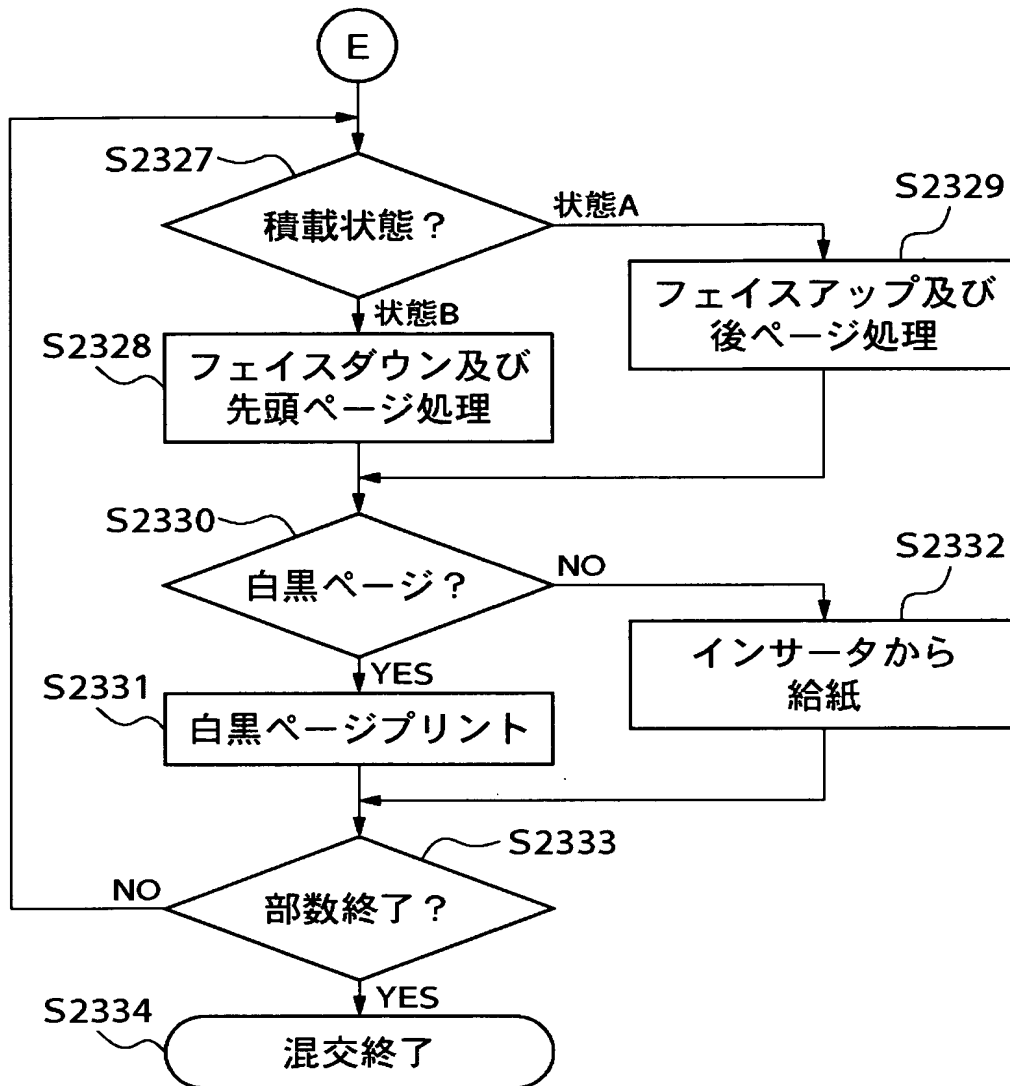 E
S2327
積載状態？
状態A
S2329
フェイスアップ及び
後ページ処理
状態B
S2328
フェイスダウン及び
先頭ページ処理
S2330
白黒ページ？
NO
S2332
インサータから
給紙
YES
S2331
白黒ページプリント
S2333
部数終了？
NO
YES
S2334
混交終了